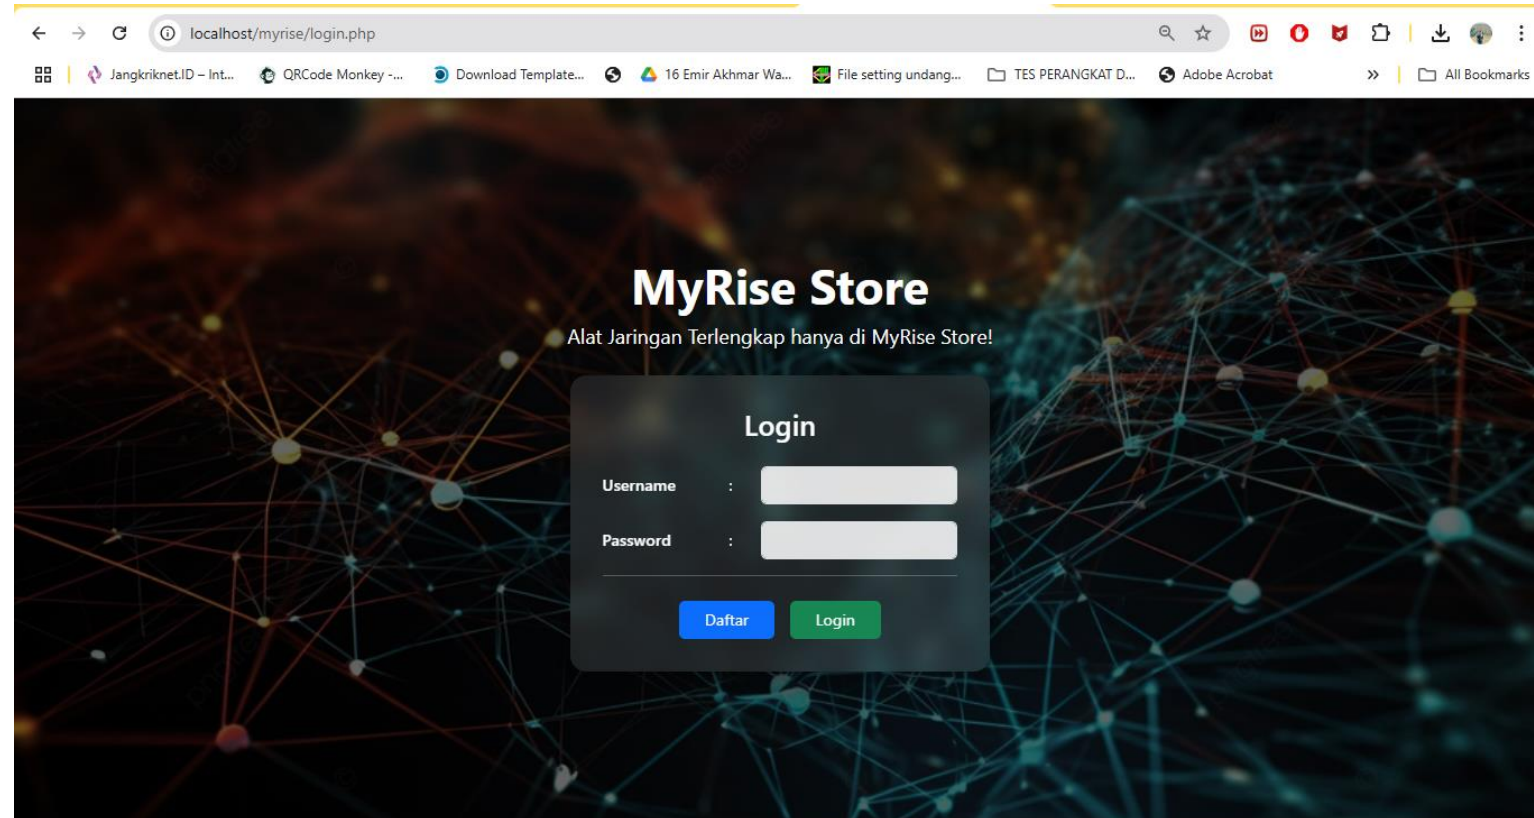 localhost/myrise/login.php
Jangkriknet.ID – Int...
QRCode Monkey -...
Download Template...
16 Emir Akhmar Wa...
File setting undang...
TES PERANGKAT D...
Adobe Acrobat
»
All Bookmarks
MyRise Store
Alat Jaringan Terlengkap hanya di MyRise Store!
Login
Username :
Password :
Daftar Login